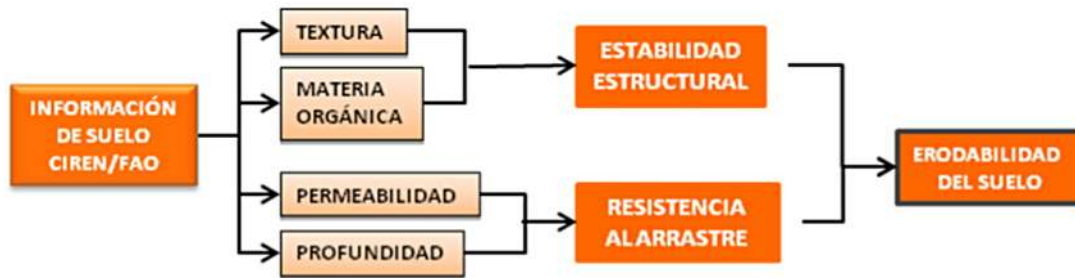 INFORMACIÓN
DE SUELO
CIREN/FAO
TEXTURA
MATERIA
ORGÁNICA
PERMEABILIDAD
PROFUNDIDAD
ESTABILIDAD
ESTRUCTURAL
RESISTENCIA
AL ARRASTRE
ERODABILIDAD
DEL SUELO